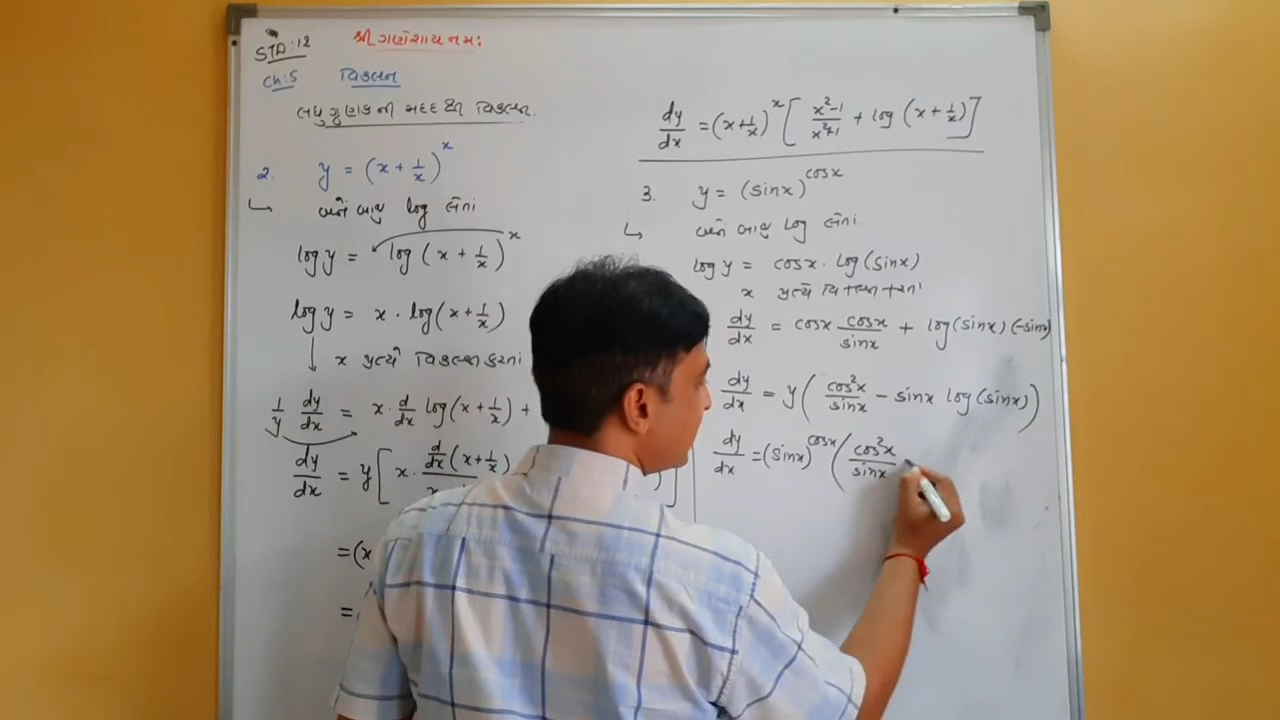 STD:12
શ્રી ગણેશાય નમઃ
Ch:5 વિકલન
લઘુગુણકની મદદથી વિકલન.
2. y = (x + 1/x)^x
બંને બાજુ log લેતાં
log y = log (x + 1/x)^x
log y = x · log(x + 1/x)
x પ્રત્યે વિકલન કરતાં
1/y dy/dx = x · d/dx log(x + 1/x) +
dy/dx = y[x · d/dx (x + 1/x)
= (x
=
dy/dx = (x + 1/x)^x [x²-1/x²+1 + log (x + 1/x)]
3. y = (sinx)^cosx
બંને બાજુ log લેતાં
log y = cosx · log(sinx)
x પ્રત્યે વિકલન કરતાં
dy/dx = cosx cosx/sinx + log(sinx) (-sinx)
dy/dx = y(cos²x/sinx - sinx log(sinx))
dy/dx = (sinx)^cosx (cos²x/sinx